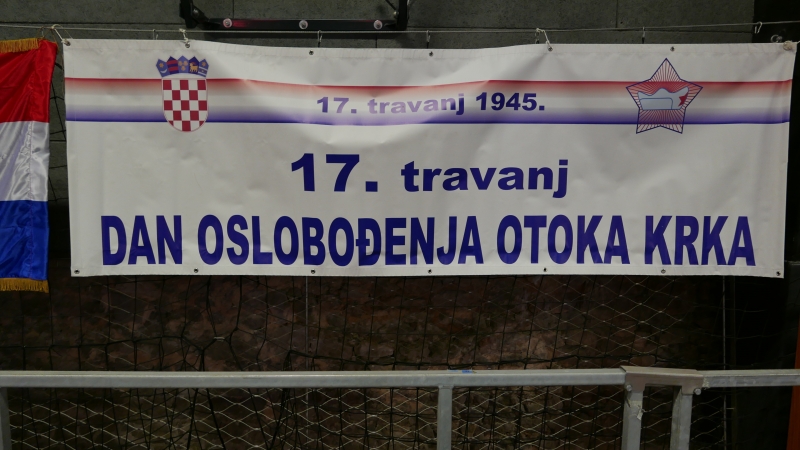 17. travanj 1945.
17. travanj
DAN OSLOBOĐENJA OTOKA KRKA